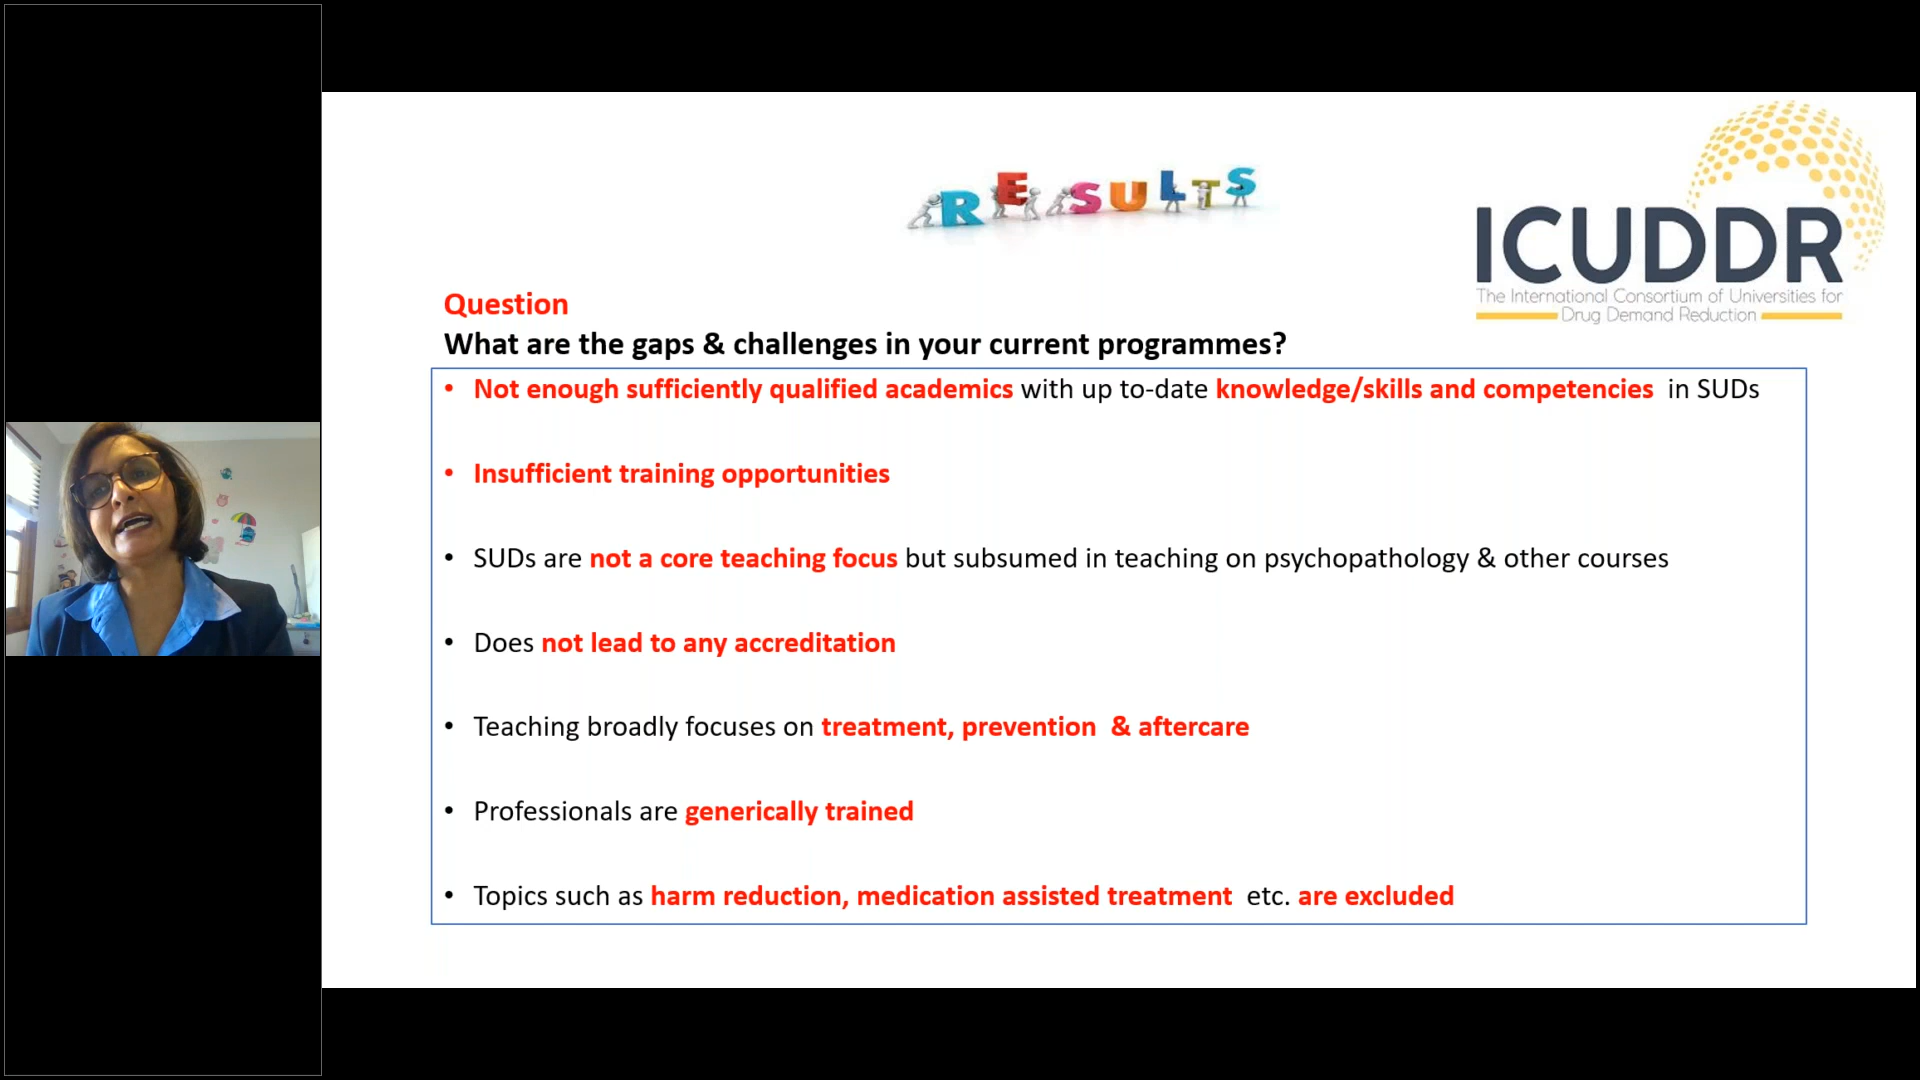 RESULTS
ICUDDR
The International Consortium of Universities for
Drug Demand Reduction
Question
What are the gaps & challenges in your current programmes?
• Not enough sufficiently qualified academics with up to-date knowledge/skills and competencies in SUDs
• Insufficient training opportunities
• SUDs are not a core teaching focus but subsumed in teaching on psychopathology & other courses
• Does not lead to any accreditation
• Teaching broadly focuses on treatment, prevention & aftercare
• Professionals are generically trained
• Topics such as harm reduction, medication assisted treatment etc. are excluded